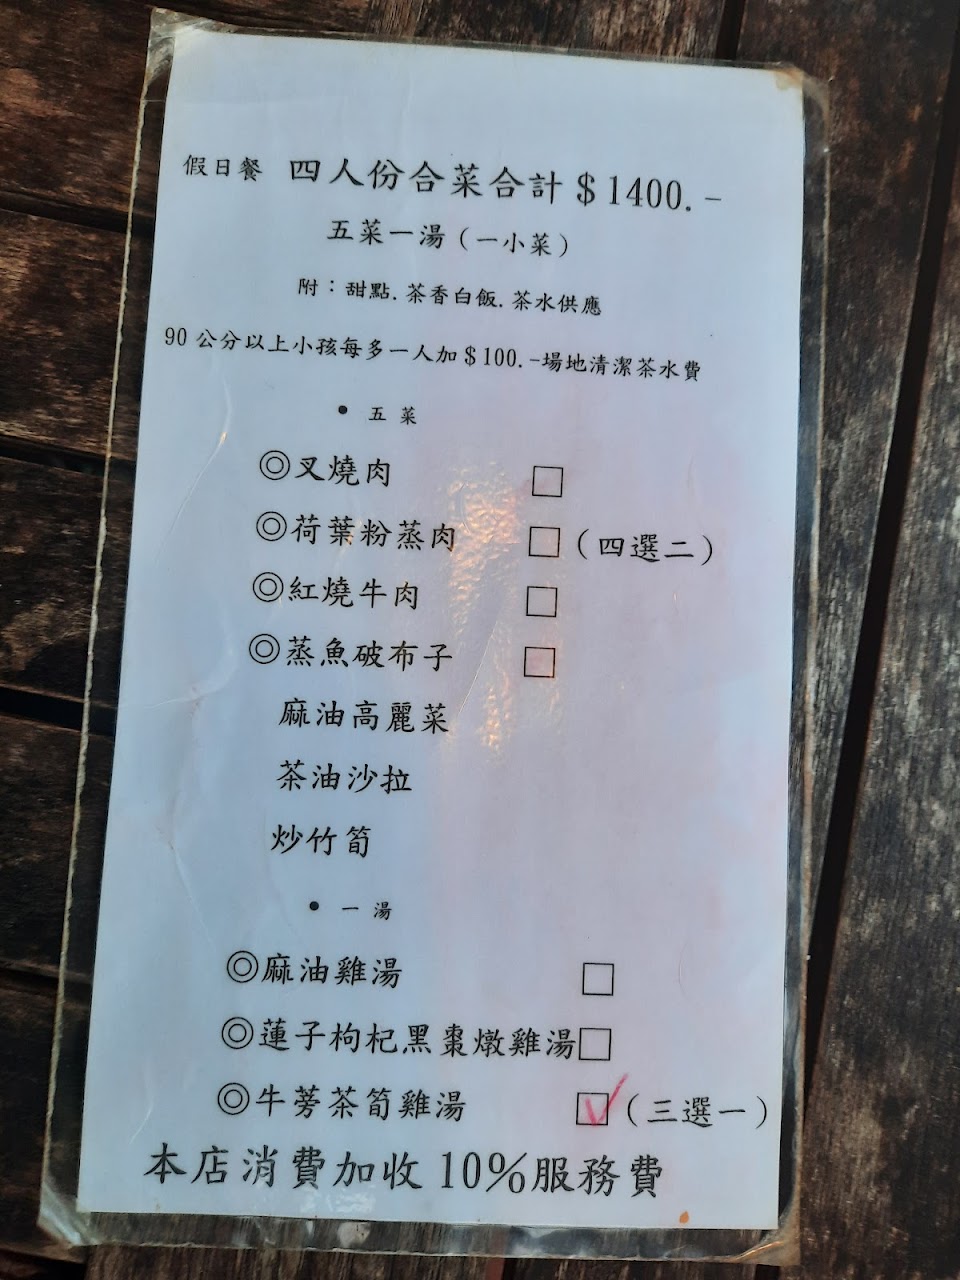 假日餐 四人份合菜合計＄1400.-
五菜一湯（一小菜）
附：甜點.茶香白飯.茶水供應
90公分以上小孩每多一人加＄100.-場地清潔茶水費
• 五菜
◎叉燒肉 □
◎荷葉粉蒸肉 □（四選二）
◎紅燒牛肉 □
◎蒸魚破布子 □
麻油高麗菜
茶油沙拉
炒竹筍
• 一湯
◎麻油雞湯 □
◎蓮子枸杞黑棗燉雞湯□
◎牛蒡茶筍雞湯 ☑（三選一）
本店消費加收10%服務費